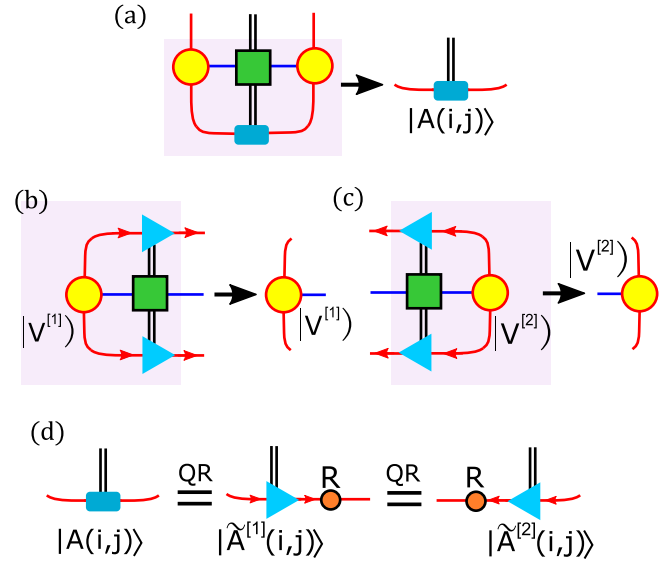 (a)
|A(i,j)⟩
(b)
(c)
|V[1])
|V[1])
|V[2])
|V[2])
(d)
QR
R
QR
R
|A(i,j)⟩
|Ã[1](i,j)⟩
|Ã[2](i,j)⟩